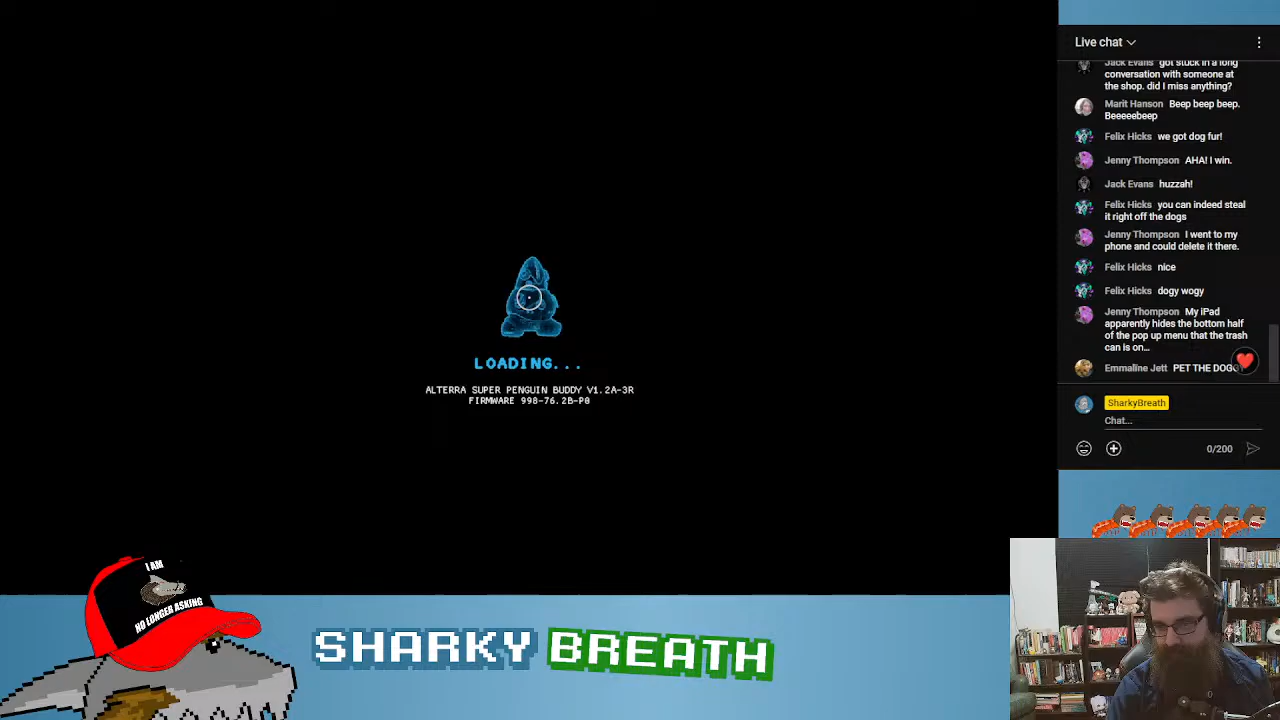 Live chat
Jack Evans got stuck in a long
conversation with someone at
the shop. did I miss anything?
Marit Hanson Beep beep beep.
Beeeeebeep
Felix Hicks we got dog fur!
Jenny Thompson AHA! I win.
Jack Evans huzzah!
Felix Hicks you can indeed steal
it right off the dogs
Jenny Thompson I went to my
phone and could delete it there.
Felix Hicks nice
Felix Hicks dogy wogy
Jenny Thompson My iPad
apparently hides the bottom half
of the pop up menu that the trash
can is on...
Emmaline Jett PET THE
SharkyBreath
Chat...
0/200
LOADING...
ALTERRA SUPER PENGUIN BUDDY V1.2A-3R
FIRMWARE 998-76.2B-P0
I AM
NO LONGER ASKING
SHARKY BREATH